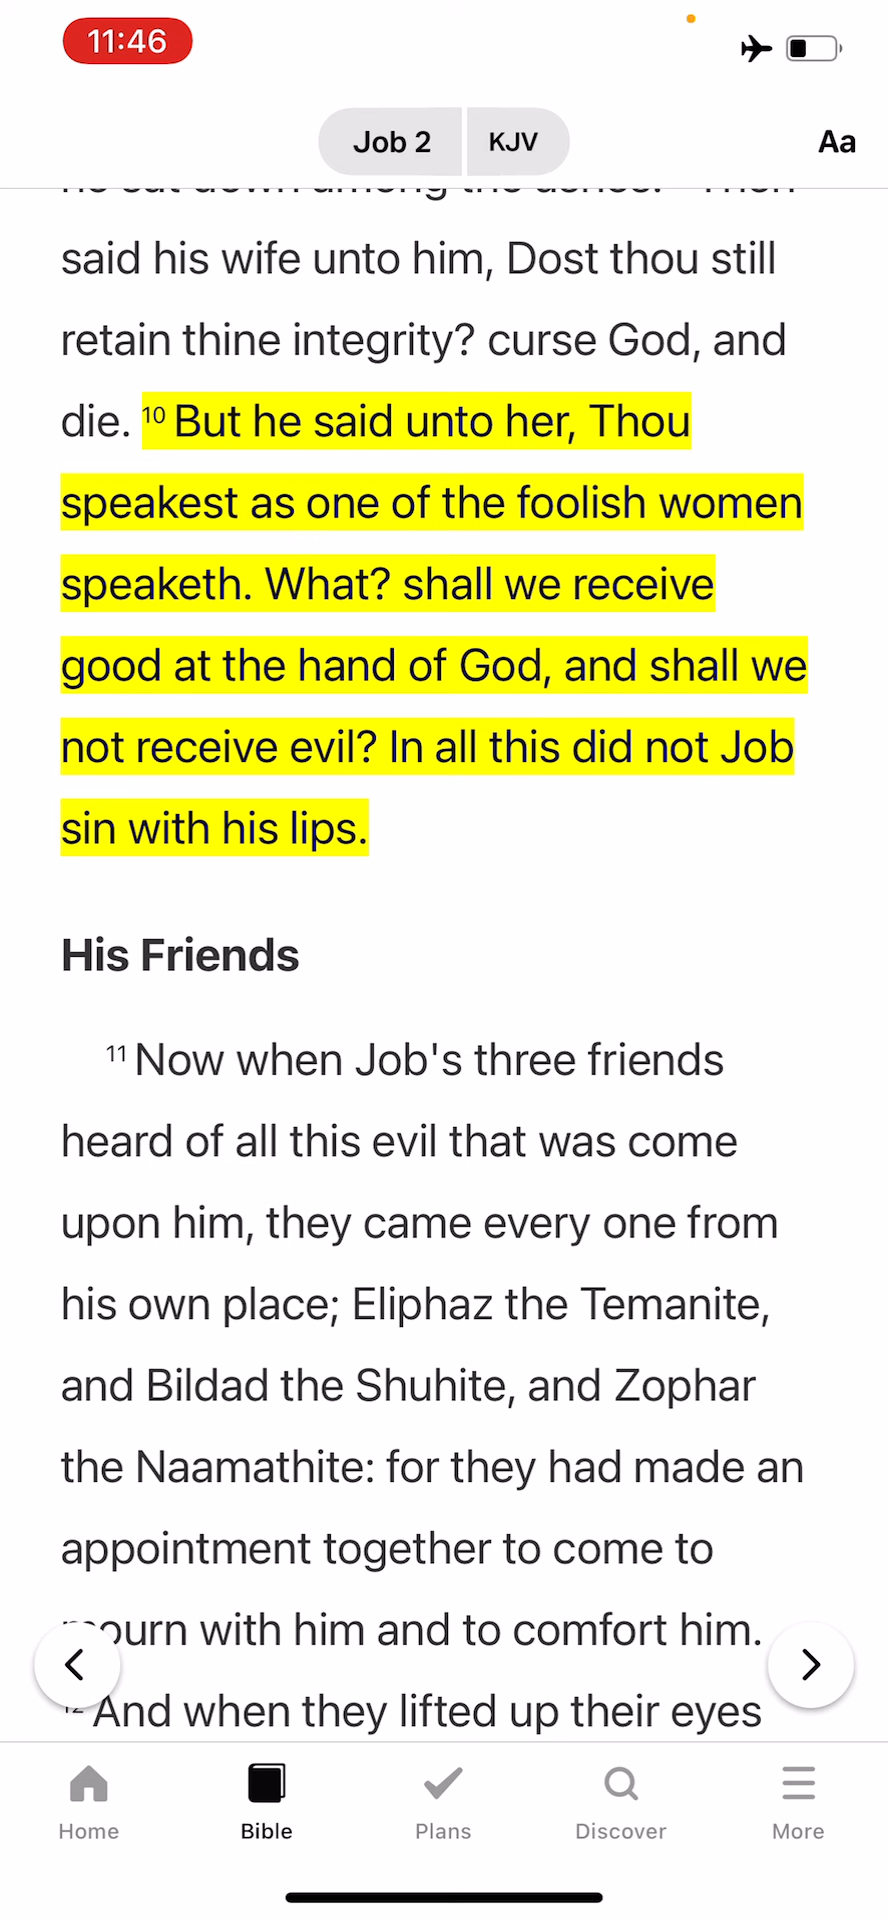 11:46
Job 2 KJV Aa
said his wife unto him, Dost thou still
retain thine integrity? curse God, and
die. 10 But he said unto her, Thou
speakest as one of the foolish women
speaketh. What? shall we receive
good at the hand of God, and shall we
not receive evil? In all this did not Job
sin with his lips.
His Friends
11 Now when Job's three friends
heard of all this evil that was come
upon him, they came every one from
his own place; Eliphaz the Temanite,
and Bildad the Shuhite, and Zophar
the Naamathite: for they had made an
appointment together to come to
mourn with him and to comfort him.
12 And when they lifted up their eyes
Home Bible Plans Discover More